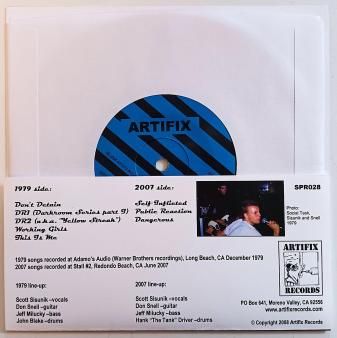 ARTIFIX
1979 side:
Don't Detain
DR1 (Darkroom Series part I)
DR2 (a.k.a. "Yellow Streak")
Working Girls
This Is Me
2007 side:
Self-Inflicted
Public Reaction
Dangerous
SPR028
Photo:
Social Task,
Sisunik and Snell
1979
1979 songs recorded at Adamo's Audio (Warner Brothers recordings), Long Beach, CA December 1979
2007 songs recorded at Stall #2, Redondo Beach, CA June 2007
1979 line-up:
Scott Sisunik –vocals
Don Snell –guitar
Jeff Milucky –bass
John Blake –drums
2007 line-up:
Scott Sisunik –vocals
Don Snell –guitar
Jeff Milucky –bass
Hank "The Tank" Driver –drums
ARTIFIX
RECORDS
PO Box 641, Moreno Valley, CA 92556
www.artifixrecords.com
© Copyright 2008 Artifix Records